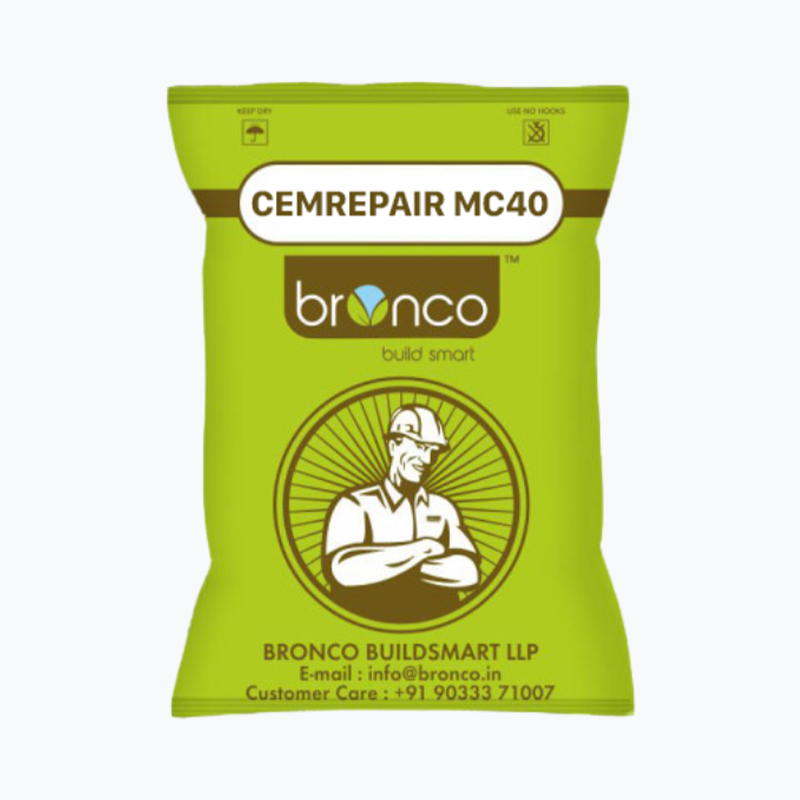 KEEP DRY
USE NO HOOKS
CEMREPAIR MC40
bronco
TM
build smart
BRONCO BUILDSMART LLP
E-mail : info@bronco.in
Customer Care : +91 90333 71007